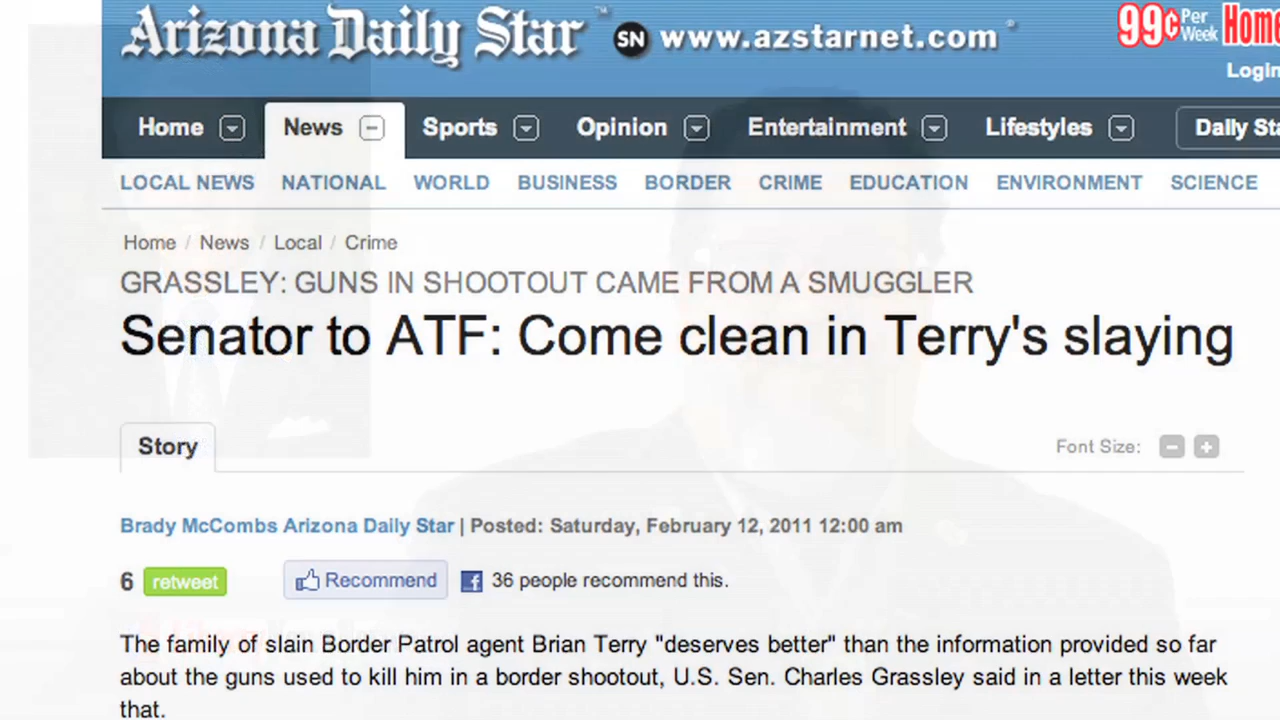 Arizona Daily Star™ SN www.azstarnet.com® 99¢ Per Week Home
Login
Home News Sports Opinion Entertainment Lifestyles Daily Sta
LOCAL NEWS NATIONAL WORLD BUSINESS BORDER CRIME EDUCATION ENVIRONMENT SCIENCE
Home / News / Local / Crime
GRASSLEY: GUNS IN SHOOTOUT CAME FROM A SMUGGLER
Senator to ATF: Come clean in Terry's slaying
Story Font Size: − +
Brady McCombs Arizona Daily Star | Posted: Saturday, February 12, 2011 12:00 am
6 retweet Recommend f 36 people recommend this.
The family of slain Border Patrol agent Brian Terry "deserves better" than the information provided so far
about the guns used to kill him in a border shootout, U.S. Sen. Charles Grassley said in a letter this week
that.